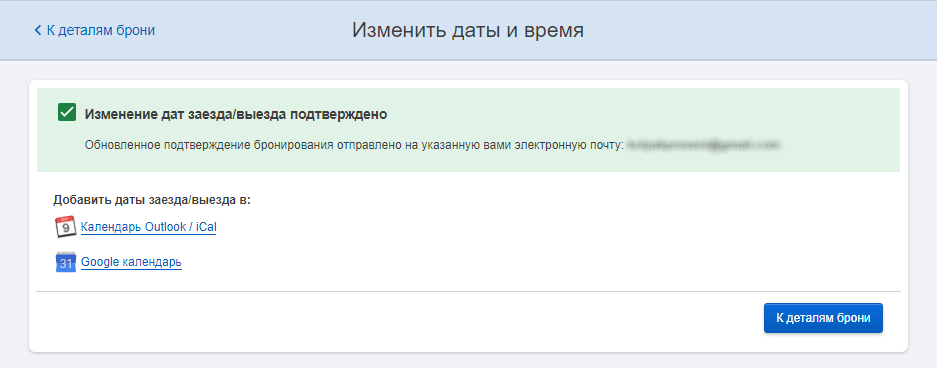 К деталям брони
Изменить даты и время
Изменение дат заезда/выезда подтверждено
Обновленное подтверждение бронирования отправлено на указанную вами электронную почту:
Добавить даты заезда/выезда в:
9
Календарь Outlook / iCal
31
Google календарь
К деталям брони